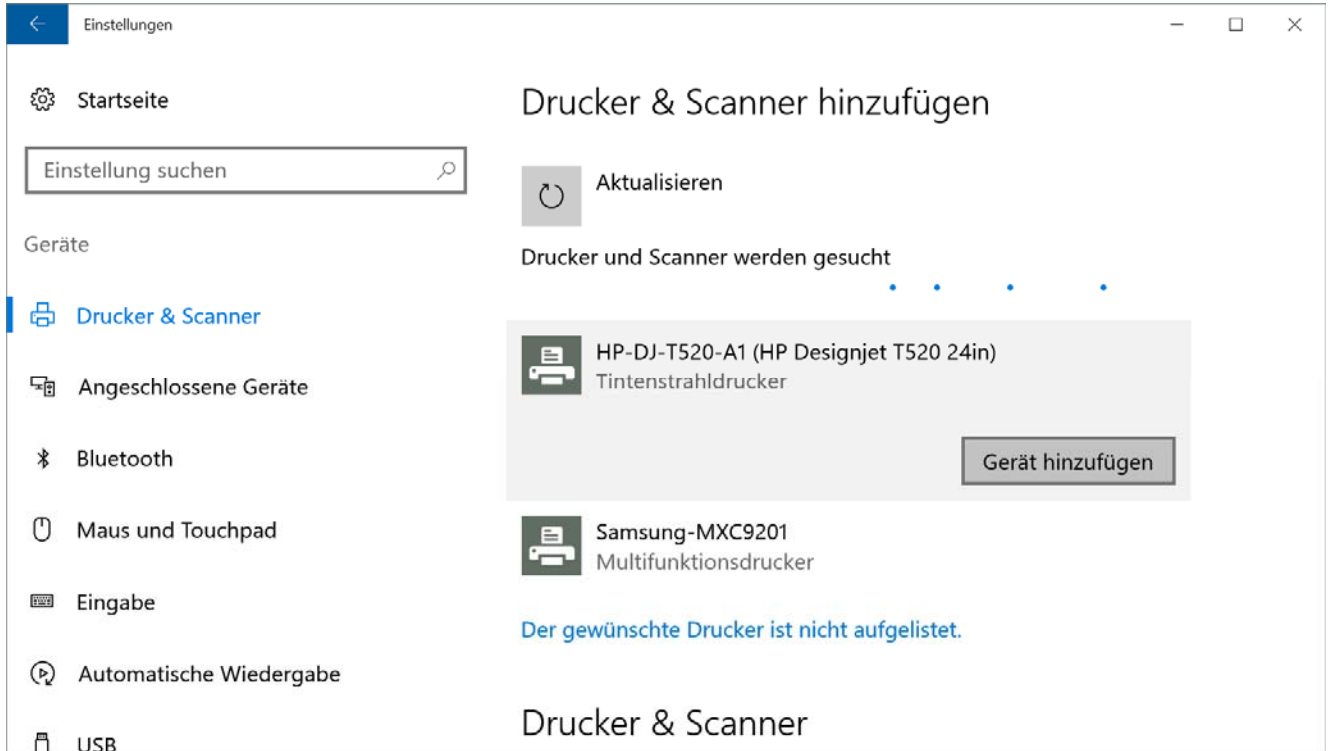 Einstellungen
Startseite
Einstellung suchen
Geräte
Drucker & Scanner
Angeschlossene Geräte
Bluetooth
Maus und Touchpad
Eingabe
Automatische Wiedergabe
USB
Drucker & Scanner hinzufügen
Aktualisieren
Drucker und Scanner werden gesucht
HP-DJ-T520-A1 (HP Designjet T520 24in)
Tintenstrahldrucker
Gerät hinzufügen
Samsung-MXC9201
Multifunktionsdrucker
Der gewünschte Drucker ist nicht aufgelistet.
Drucker & Scanner